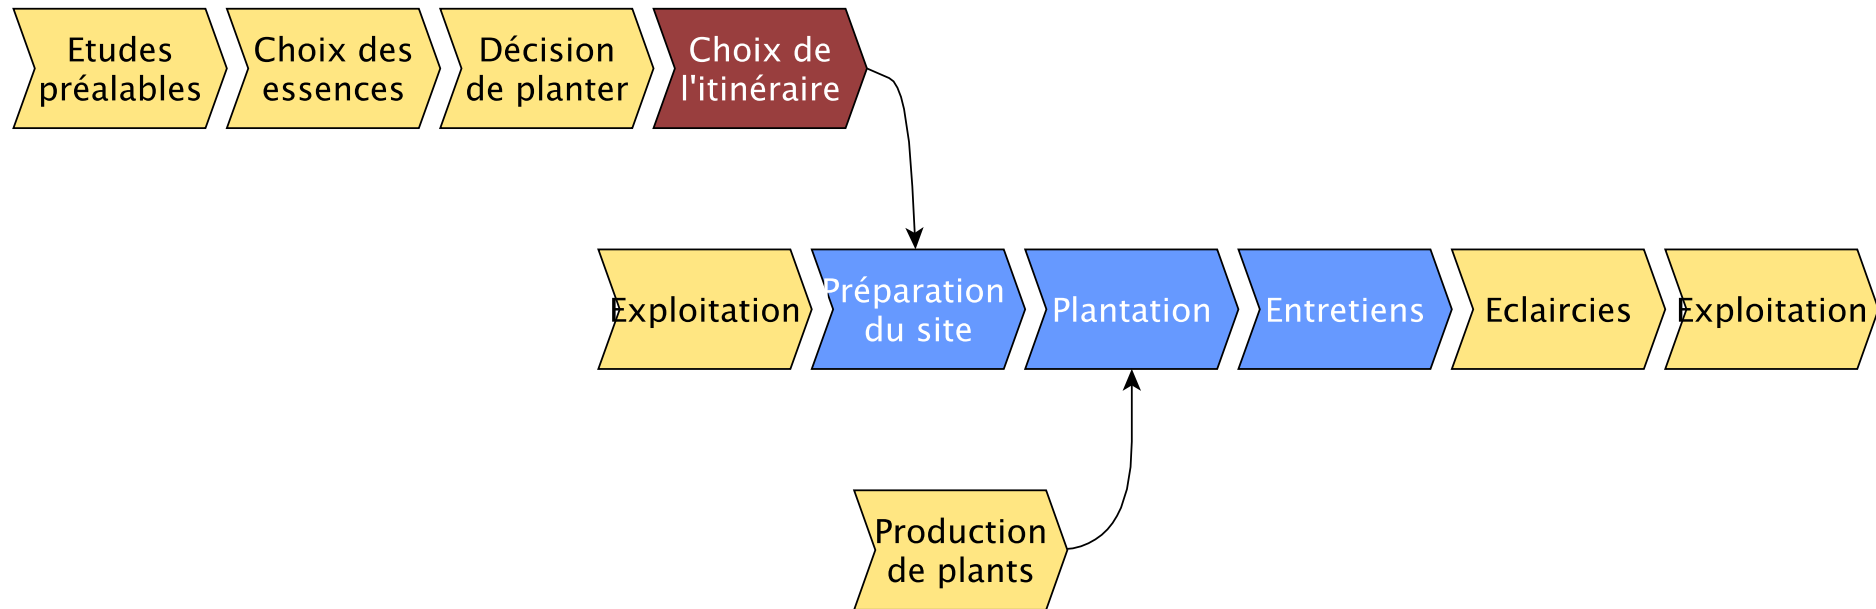 Etudes
préalables
Choix des
essences
Décision
de planter
Choix de
l'itinéraire
Exploitation
Préparation
du site
Plantation
Entretiens
Eclaircies
Exploitation
Production
de plants